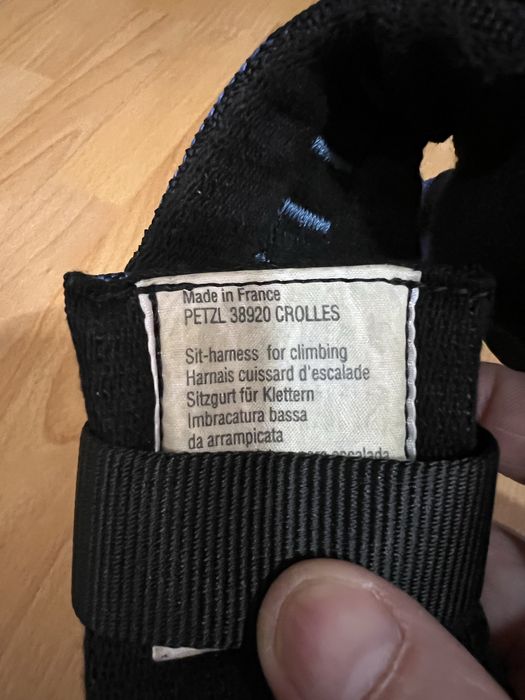 Made in France
PETZL 38920 CROLLES
Sit-harness for climbing
Harnais cuissard d'escalade
Sitzgurt für Klettern
Imbracatura bassa
da arrampicata
escalada